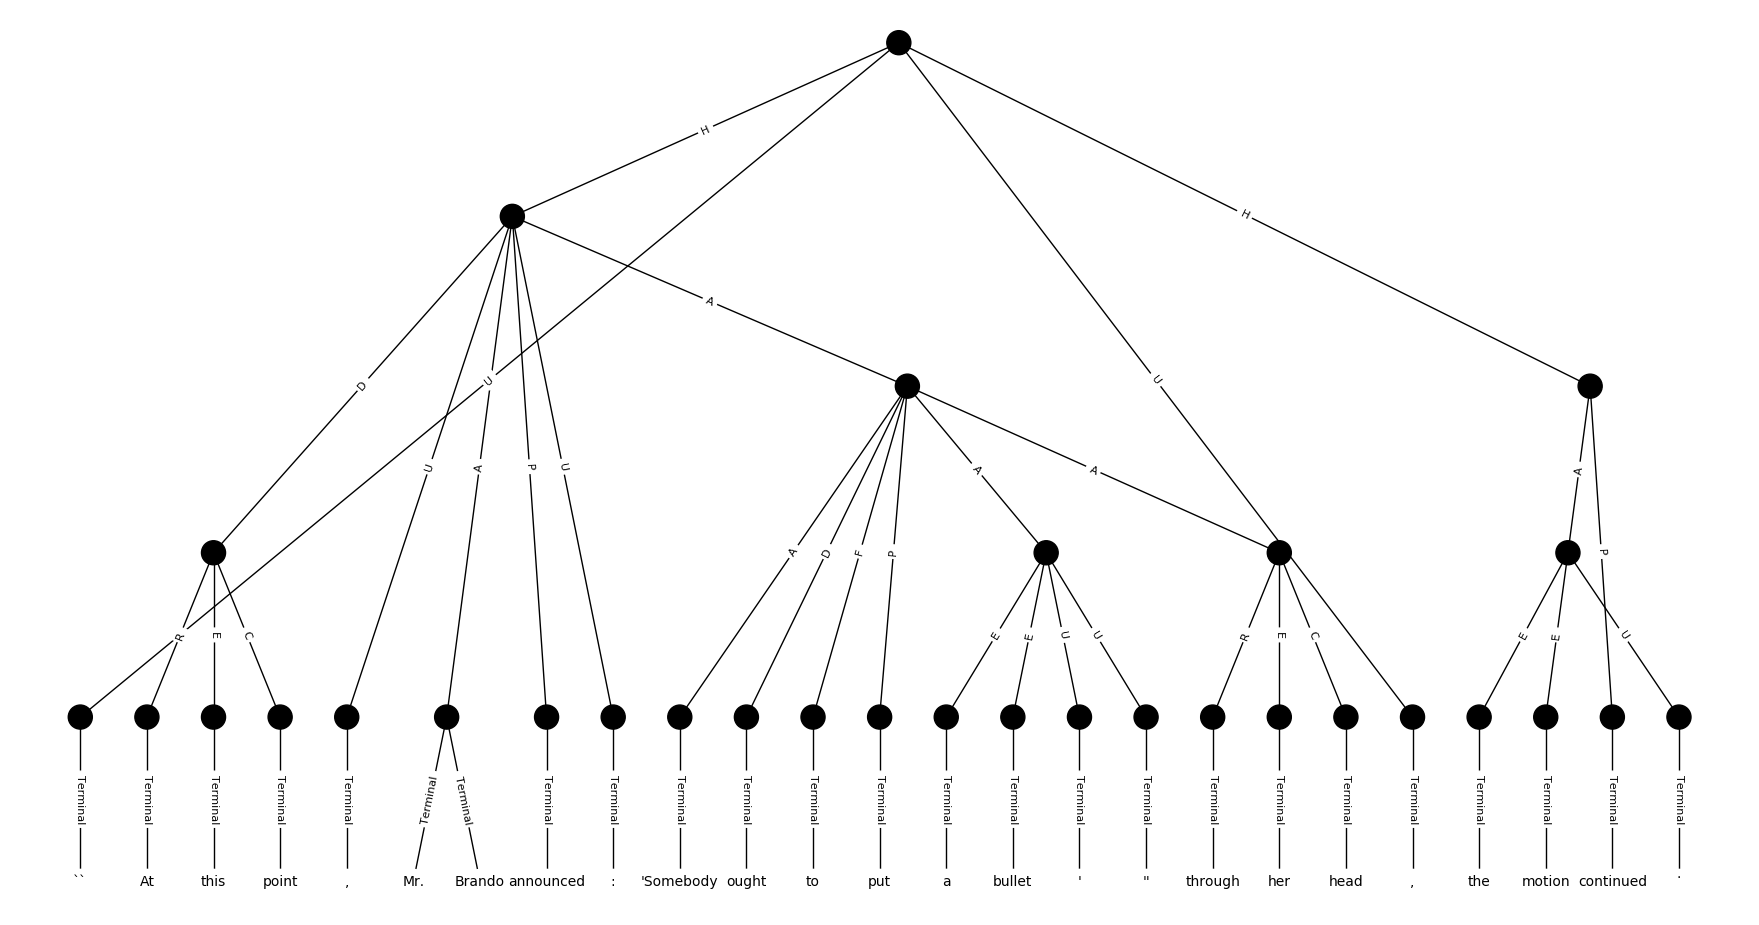 H
H
A
D
U
U
A
U
A
P
U
A
A
A
D
F
P
P
R
E
C
E
E
U
U
R
E
C
E
E
U
Terminal Terminal Terminal Terminal Terminal Terminal Terminal Terminal Terminal Terminal Terminal Terminal Terminal Terminal Terminal Terminal Terminal Terminal Terminal Terminal Terminal Terminal Terminal Terminal Terminal
`` At this point , Mr. Brando announced : 'Somebody ought to put a bullet ' " through her head , the motion continued .